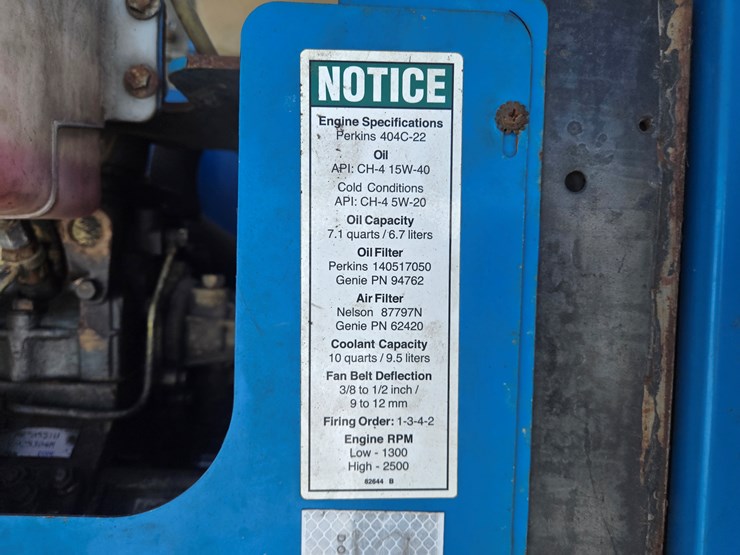 NOTICE
Engine Specifications
Perkins 404C-22
Oil
API: CH-4 15W-40
Cold Conditions
API: CH-4 5W-20
Oil Capacity
7.1 quarts / 6.7 liters
Oil Filter
Perkins 140517050
Genie PN 94762
Air Filter
Nelson 87797N
Genie PN 62420
Coolant Capacity
10 quarts / 9.5 liters
Fan Belt Deflection
3/8 to 1/2 inch /
9 to 12 mm
Firing Order: 1-3-4-2
Engine RPM
Low - 1300
High - 2500
82644 B